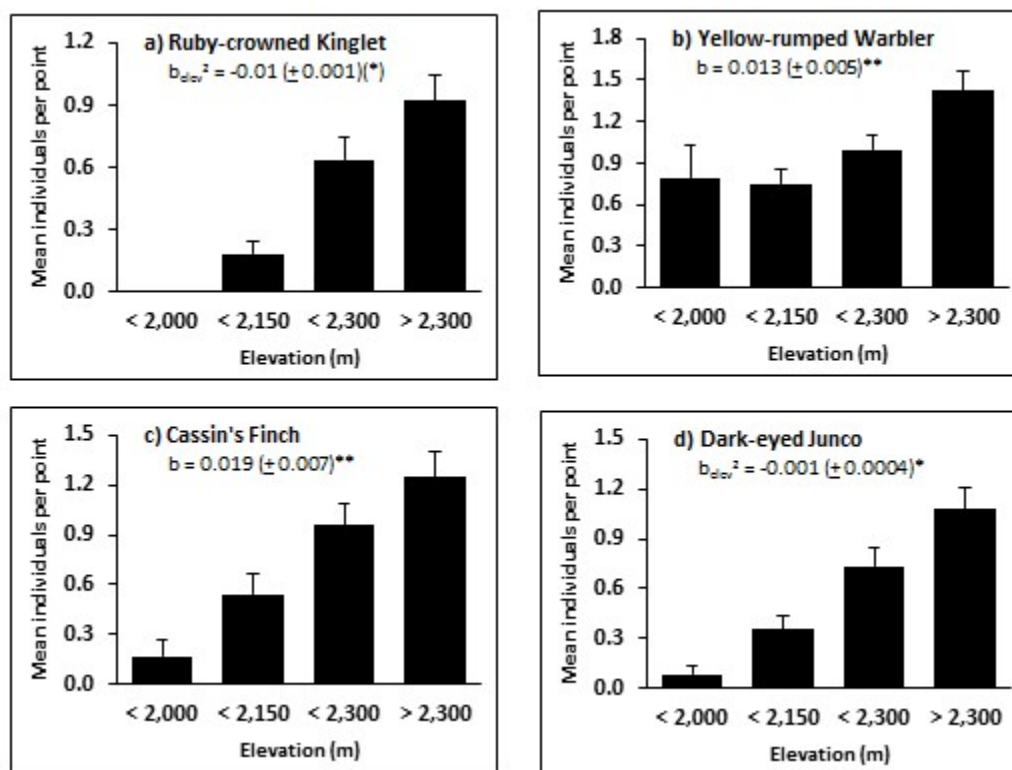 a) Ruby-crowned Kinglet
b_elev² = -0.01 (± 0.001)(*)
Mean individuals per point
1.2
0.9
0.6
0.3
0.0
< 2,000 < 2,150 < 2,300 > 2,300
Elevation (m)
b) Yellow-rumped Warbler
b = 0.013 (± 0.005)**
Mean individuals per point
1.8
1.5
1.2
0.9
0.6
0.3
0.0
< 2,000 < 2,150 < 2,300 > 2,300
Elevation (m)
c) Cassin's Finch
b = 0.019 (± 0.007)**
Mean individuals per point
1.5
1.2
0.9
0.6
0.3
0.0
< 2,000 < 2,150 < 2,300 > 2,300
Elevation (m)
d) Dark-eyed Junco
b_elev² = -0.001 (± 0.0004)*
Mean individuals per point
1.5
1.2
0.9
0.6
0.3
0.0
< 2,000 < 2,150 < 2,300 > 2,300
Elevation (m)